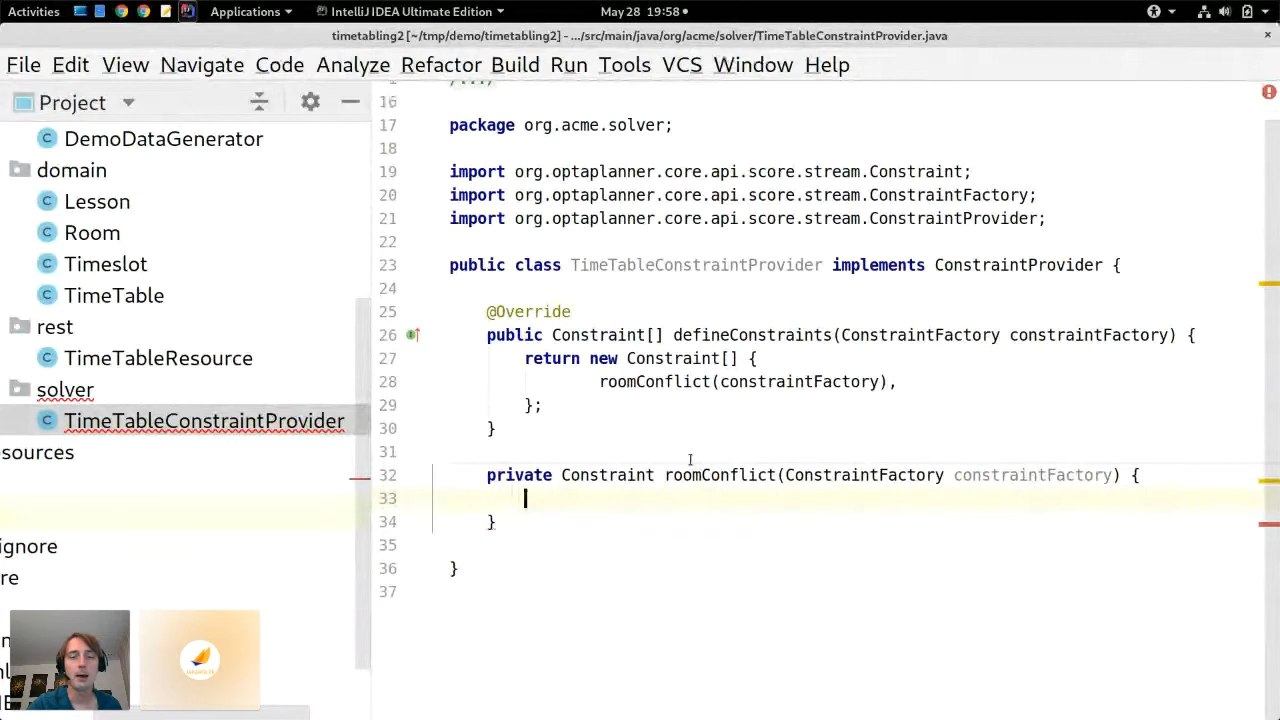 Activities
Applications
IntelliJ IDEA Ultimate Edition
May 28 19:58
timetabling2 [~/tmp/demo/timetabling2] - .../src/main/java/org/acme/solver/TimeTableConstraintProvider.java
×
File Edit View Navigate Code Analyze Refactor Build Run Tools VCS Window Help
Project
DemoDataGenerator
domain
Lesson
Room
Timeslot
TimeTable
rest
TimeTableResource
solver
TimeTableConstraintProvider
sources
ignore
re
/.../
16
17 package org.acme.solver;
18
19 import org.optaplanner.core.api.score.stream.Constraint;
20 import org.optaplanner.core.api.score.stream.ConstraintFactory;
21 import org.optaplanner.core.api.score.stream.ConstraintProvider;
22
23 public class TimeTableConstraintProvider implements ConstraintProvider {
24
25 @Override
26 public Constraint[] defineConstraints(ConstraintFactory constraintFactory) {
27 return new Constraint[] {
28 roomConflict(constraintFactory),
29 };
30 }
31
32 private Constraint roomConflict(ConstraintFactory constraintFactory) {
33
34 }
35
36 }
37